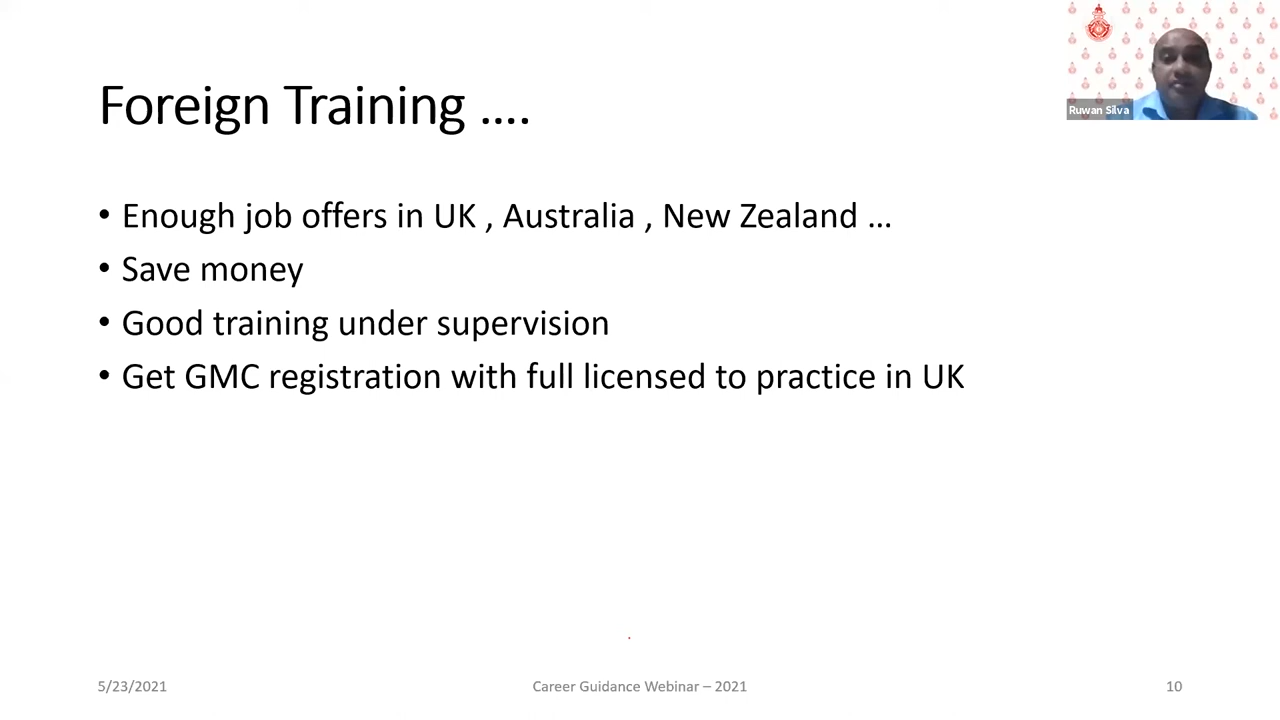 Foreign Training ....
Ruwan Silva
• Enough job offers in UK , Australia , New Zealand ...
• Save money
• Good training under supervision
• Get GMC registration with full licensed to practice in UK
5/23/2021
Career Guidance Webinar – 2021
10